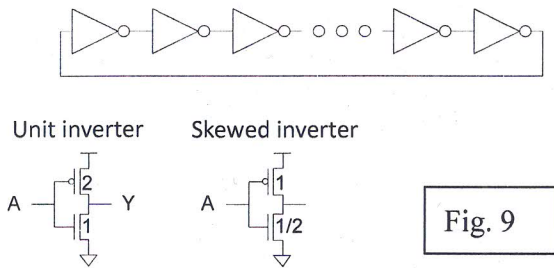 Unit inverter Skewed inverter
A 2 1 Y A 1 1/2
Fig. 9